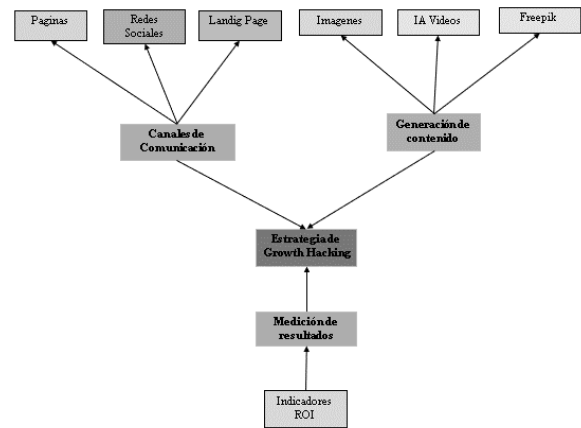 Paginas
Redes
Sociales
Landig Page
Imagenes
IA Videos
Freepik
Canales de
Comunicación
Generación de
contenido
Estrategia de
Growth Hacking
Medición de
resultados
Indicadores
ROI